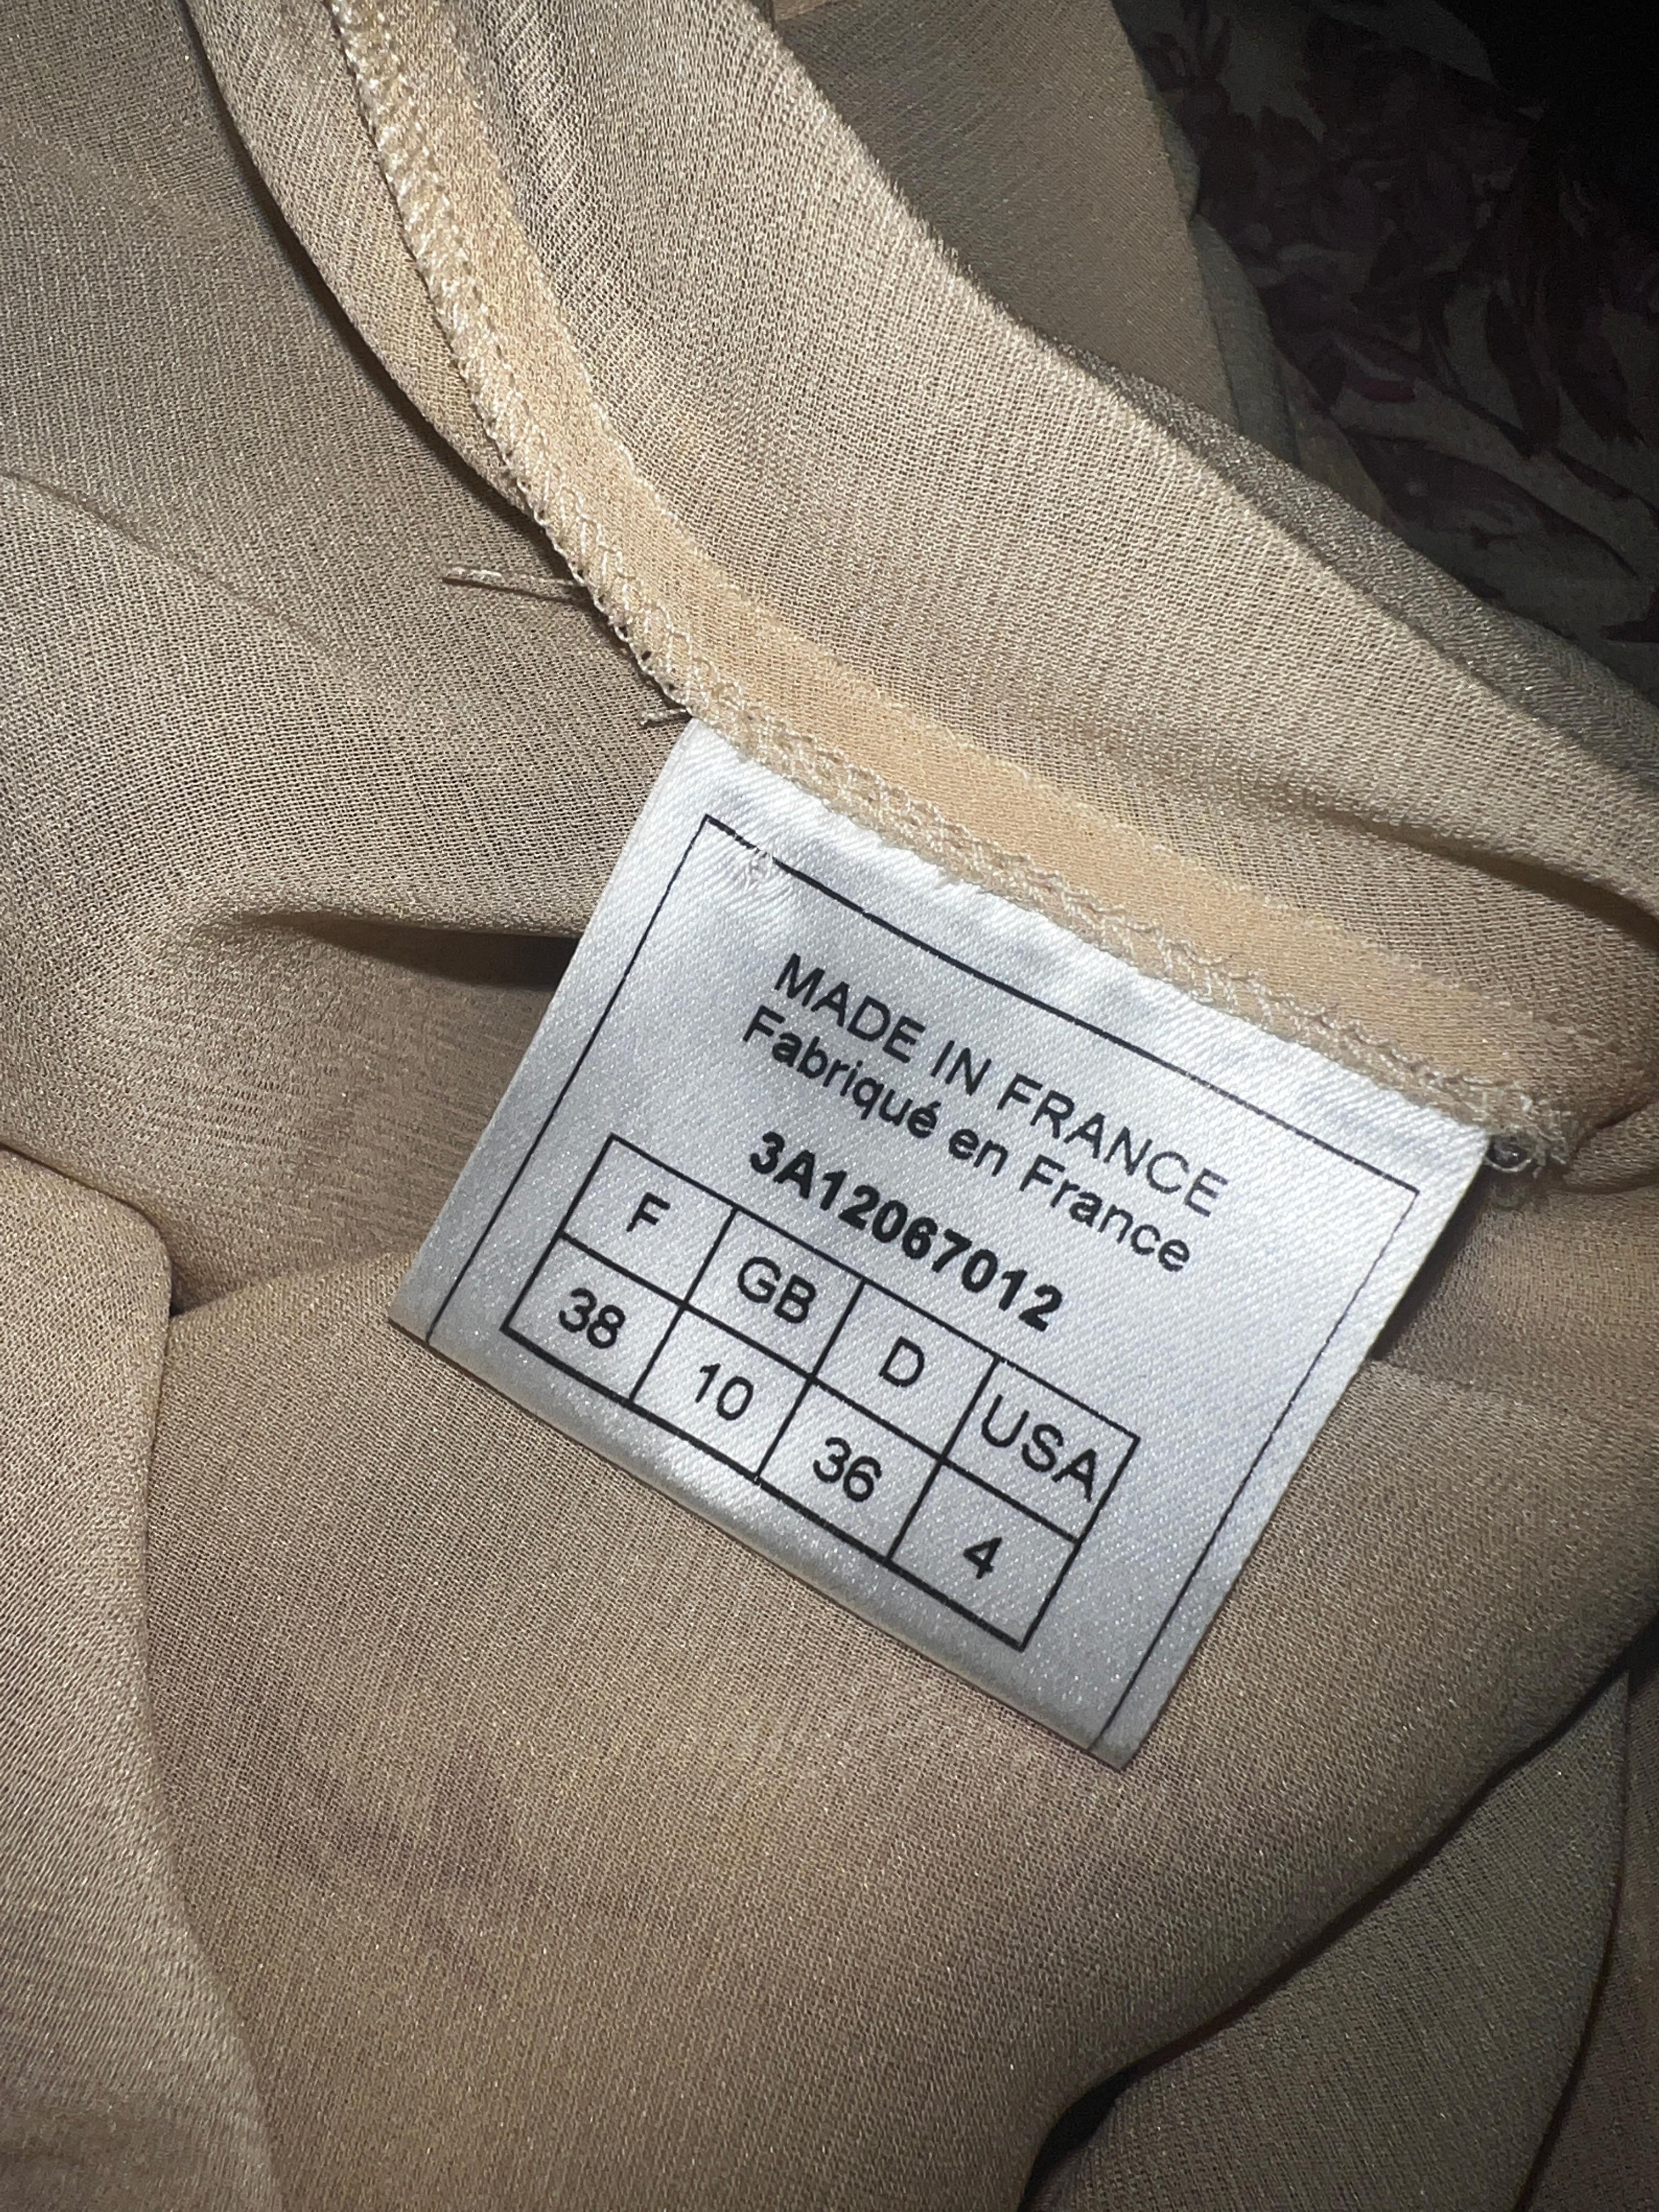 MADE IN FRANCE
Fabriqué en France
3A12067012
F GB D USA
38 10 36 4